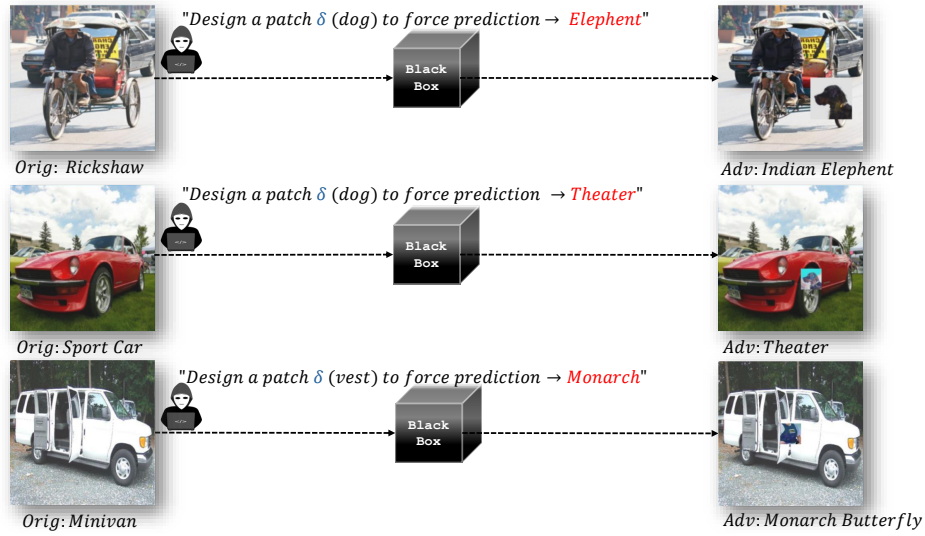 "Design a patch δ (dog) to force prediction → Elephent"
Black
Box
Orig: Rickshaw
Adv: Indian Elephent
"Design a patch δ (dog) to force prediction → Theater"
Black
Box
Orig: Sport Car
Adv: Theater
"Design a patch δ (vest) to force prediction → Monarch"
Black
Box
Orig: Minivan
Adv: Monarch Butterfly